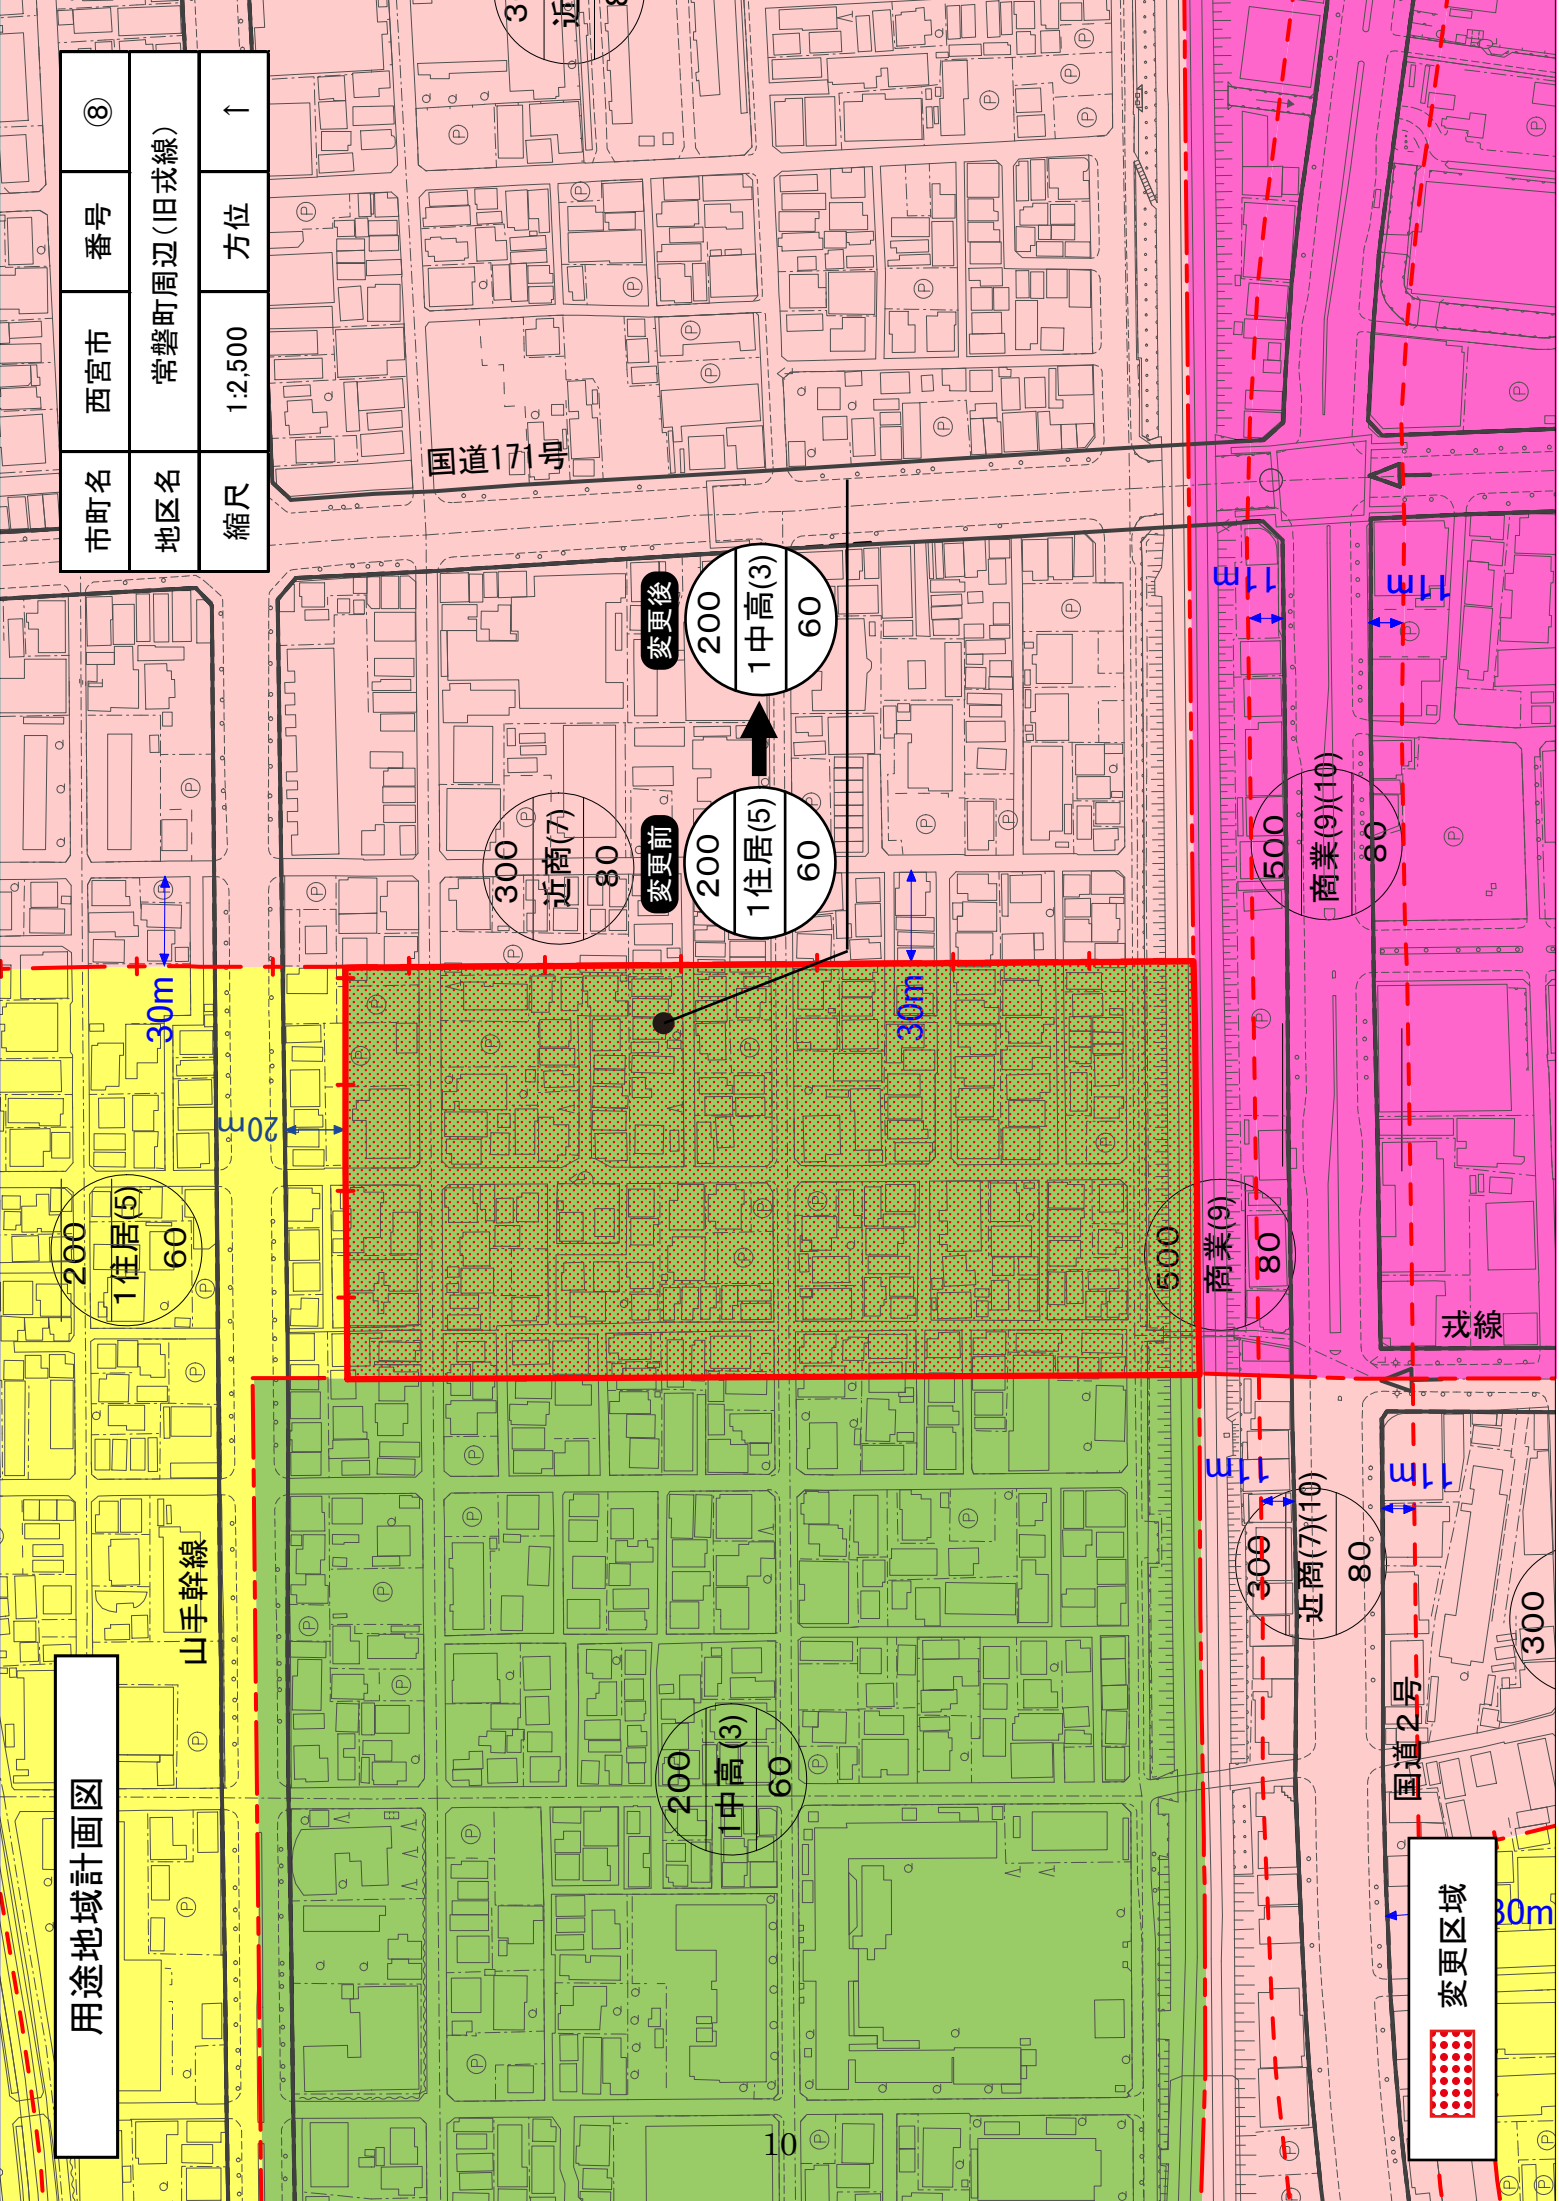 用途地域計画図
市町名 西宮市 番号 ⑧
地区名 常磐町周辺(旧戎線)
縮尺 1:2,500 方位 ↑
山手幹線
200
1住居(5)
60
20m
30m
国道171号
300
近商(7)
80
変更前
200
1住居(5)
60
変更後
200
1中高(3)
60
30m
200
1中高(3)
60
500
商業(9)
80
500
商業(9)(10)
80
11m
11m
戎線
11m
11m
300
近商(7)(10)
80
国道2号
300
30m
変更区域
10